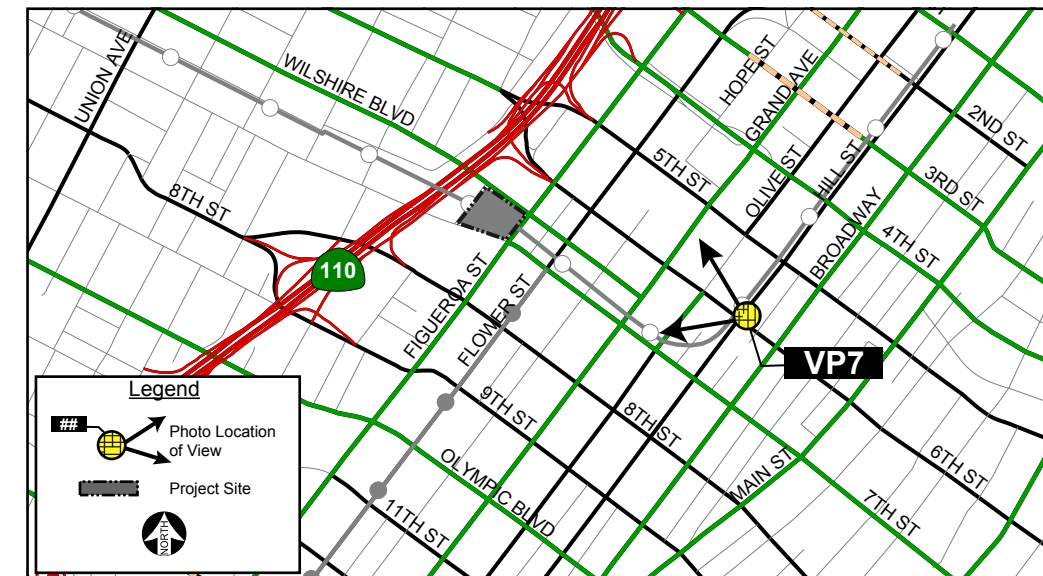 UNION AVE
WILSHIRE BLVD
HOPE ST
GRAND AVE
2ND ST
8TH ST
5TH ST
OLIVE ST
HILL ST
3RD ST
BROADWAY
4TH ST
110
FIGUEROA ST
FLOWER ST
VP7
9TH ST
8TH ST
6TH ST
OLYMPIC BLVD
MAIN ST
7TH ST
11TH ST
Legend
##
Photo Location
of View
Project Site
NORTH